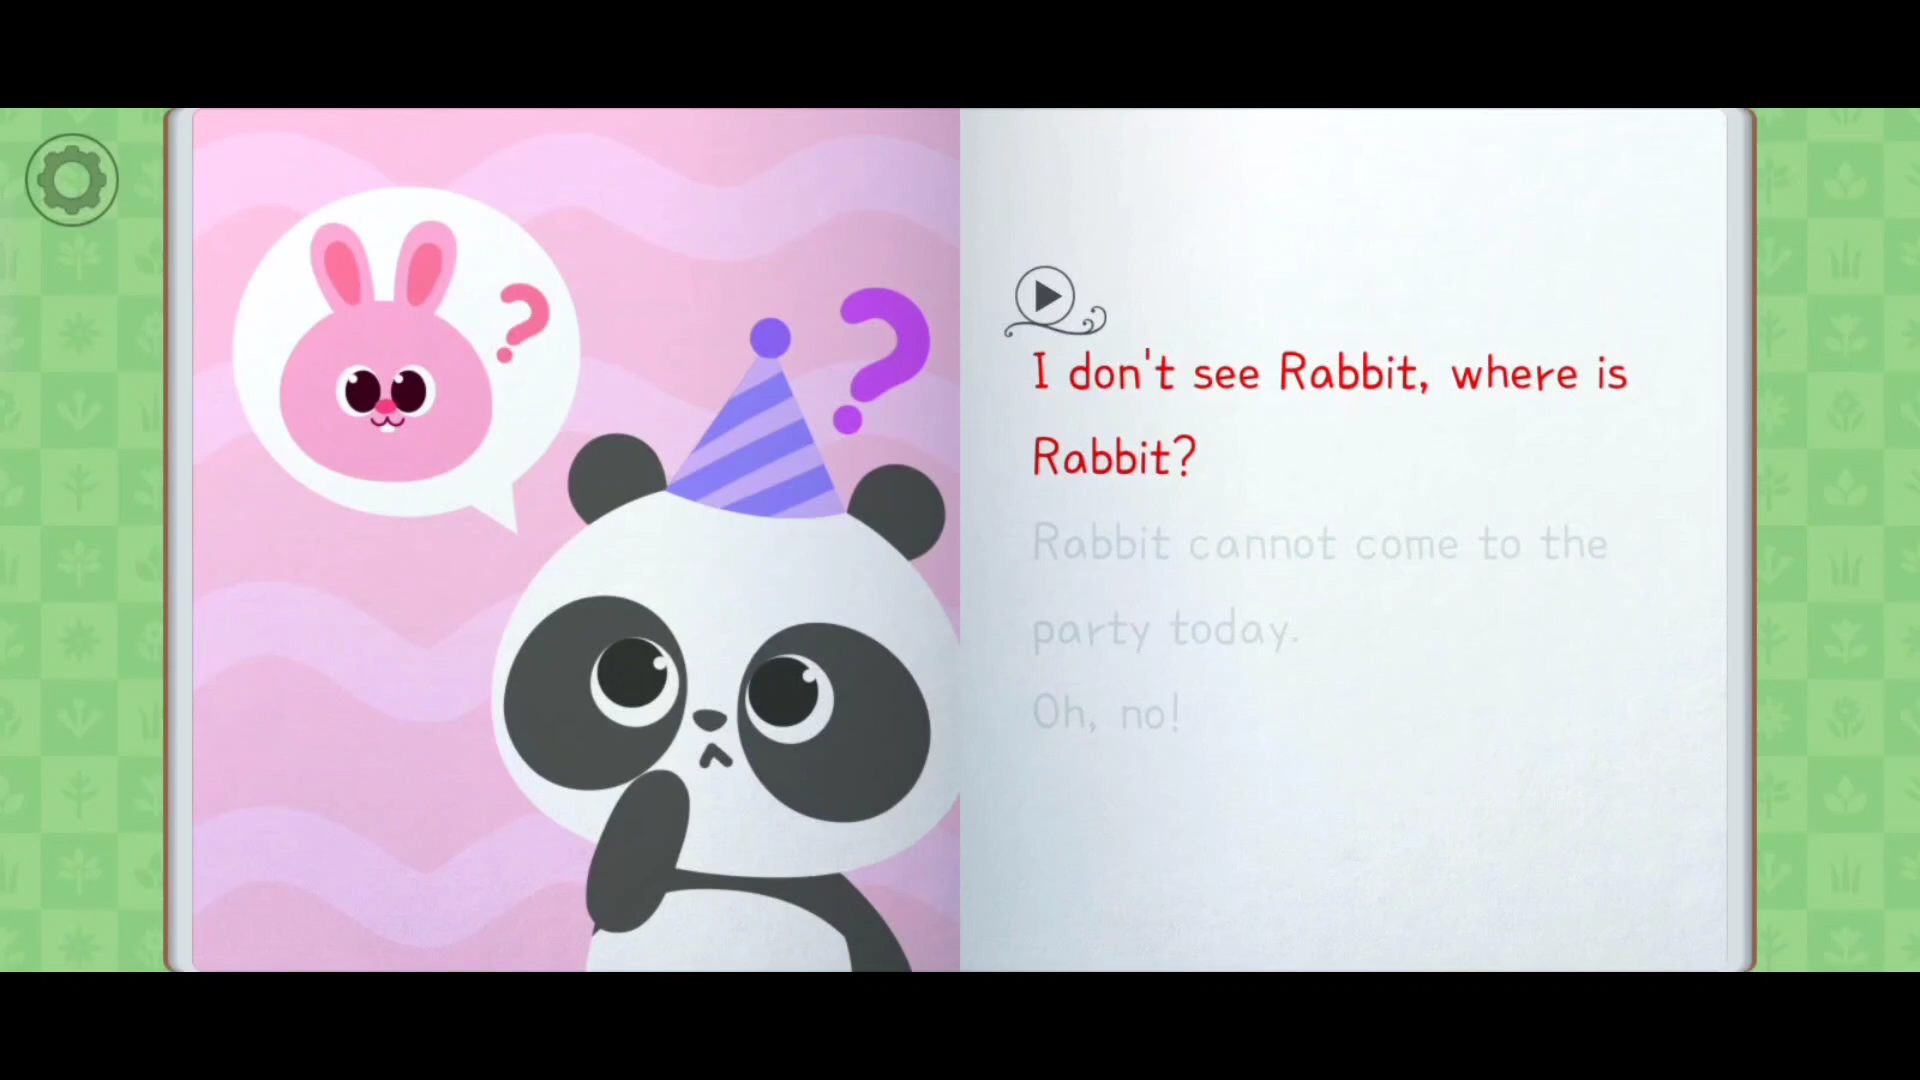 I don't see Rabbit, where is
Rabbit?
Rabbit cannot come to the
party today.
Oh, no!
?
?